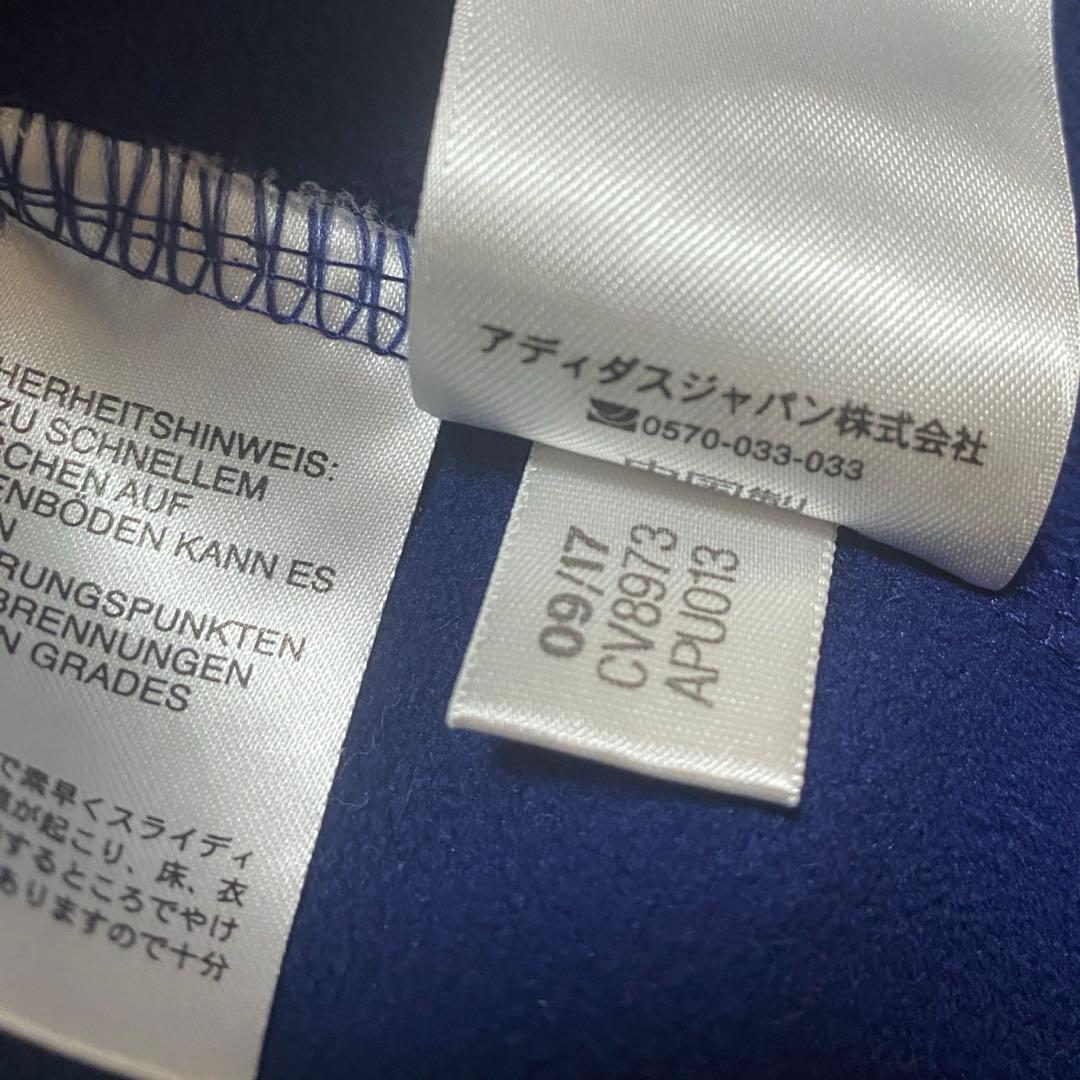 HERHEITSHINWEIS:
ZU SCHNELLEM
CHEN AUF
ENBÖDEN KANN ES
N
RUNGSPUNKTEN
BRENNUNGEN
N GRADES
で素早くスライディ
が起こり、床、衣
するところでやけ
ありますので十分
アディダスジャパン株式会社
0570-033-033
09/17
CV8973
APU013